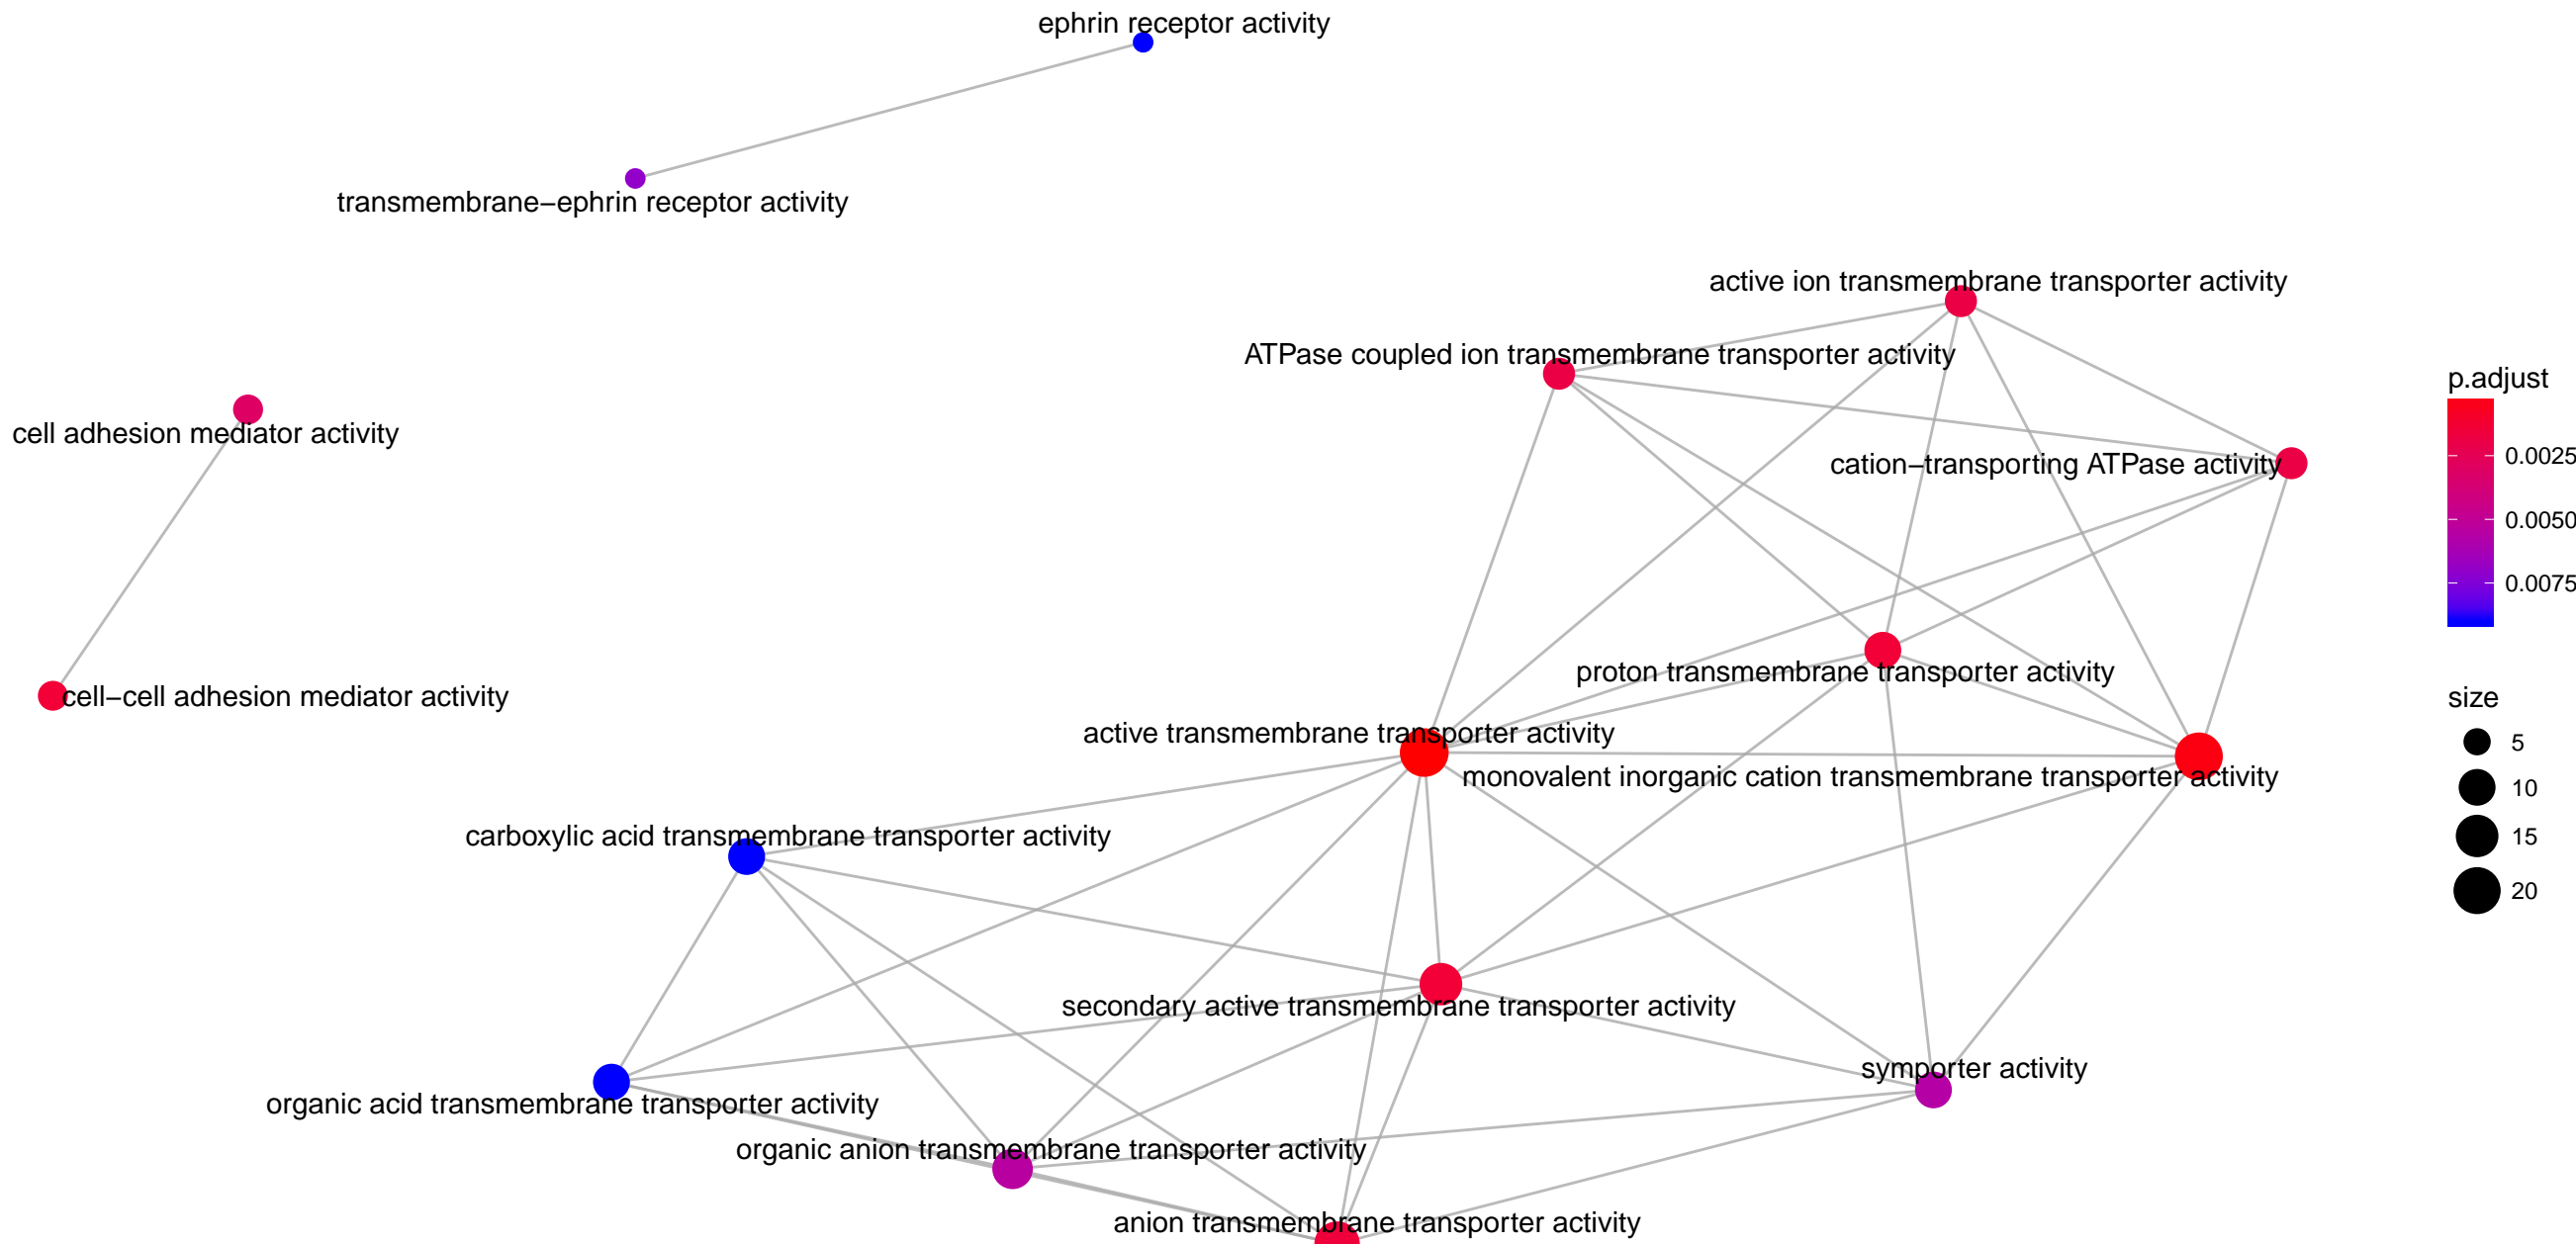 ephrin receptor activity
transmembrane−ephrin receptor activity
active ion transmembrane transporter activity
ATPase coupled ion transmembrane transporter activity
cell adhesion mediator activity
cation−transporting ATPase activity
proton transmembrane transporter activity
cell−cell adhesion mediator activity
active transmembrane transporter activity
monovalent inorganic cation transmembrane transporter activity
carboxylic acid transmembrane transporter activity
secondary active transmembrane transporter activity
symporter activity
organic acid transmembrane transporter activity
organic anion transmembrane transporter activity
anion transmembrane transporter activity
p.adjust
0.0025
0.0050
0.0075
size
5
10
15
20